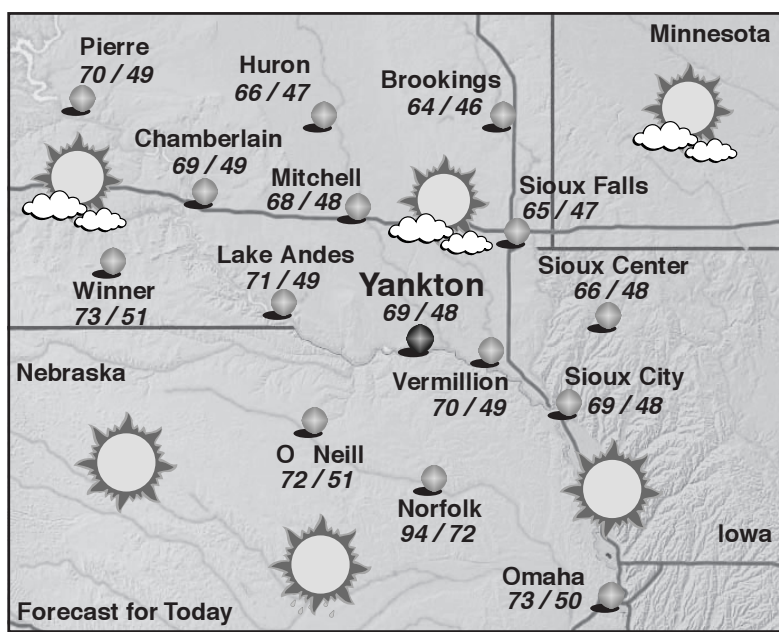 Minnesota
Pierre
70 / 49
Huron
66 / 47
Brookings
64 / 46
Chamberlain
69 / 49
Mitchell
68 / 48
Sioux Falls
65 / 47
Winner
73 / 51
Lake Andes
71 / 49
Yankton
69 / 48
Sioux Center
66 / 48
Nebraska
Vermillion
70 / 49
Sioux City
69 / 48
O Neill
72 / 51
Norfolk
94 / 72
Iowa
Omaha
73 / 50
Forecast for Today